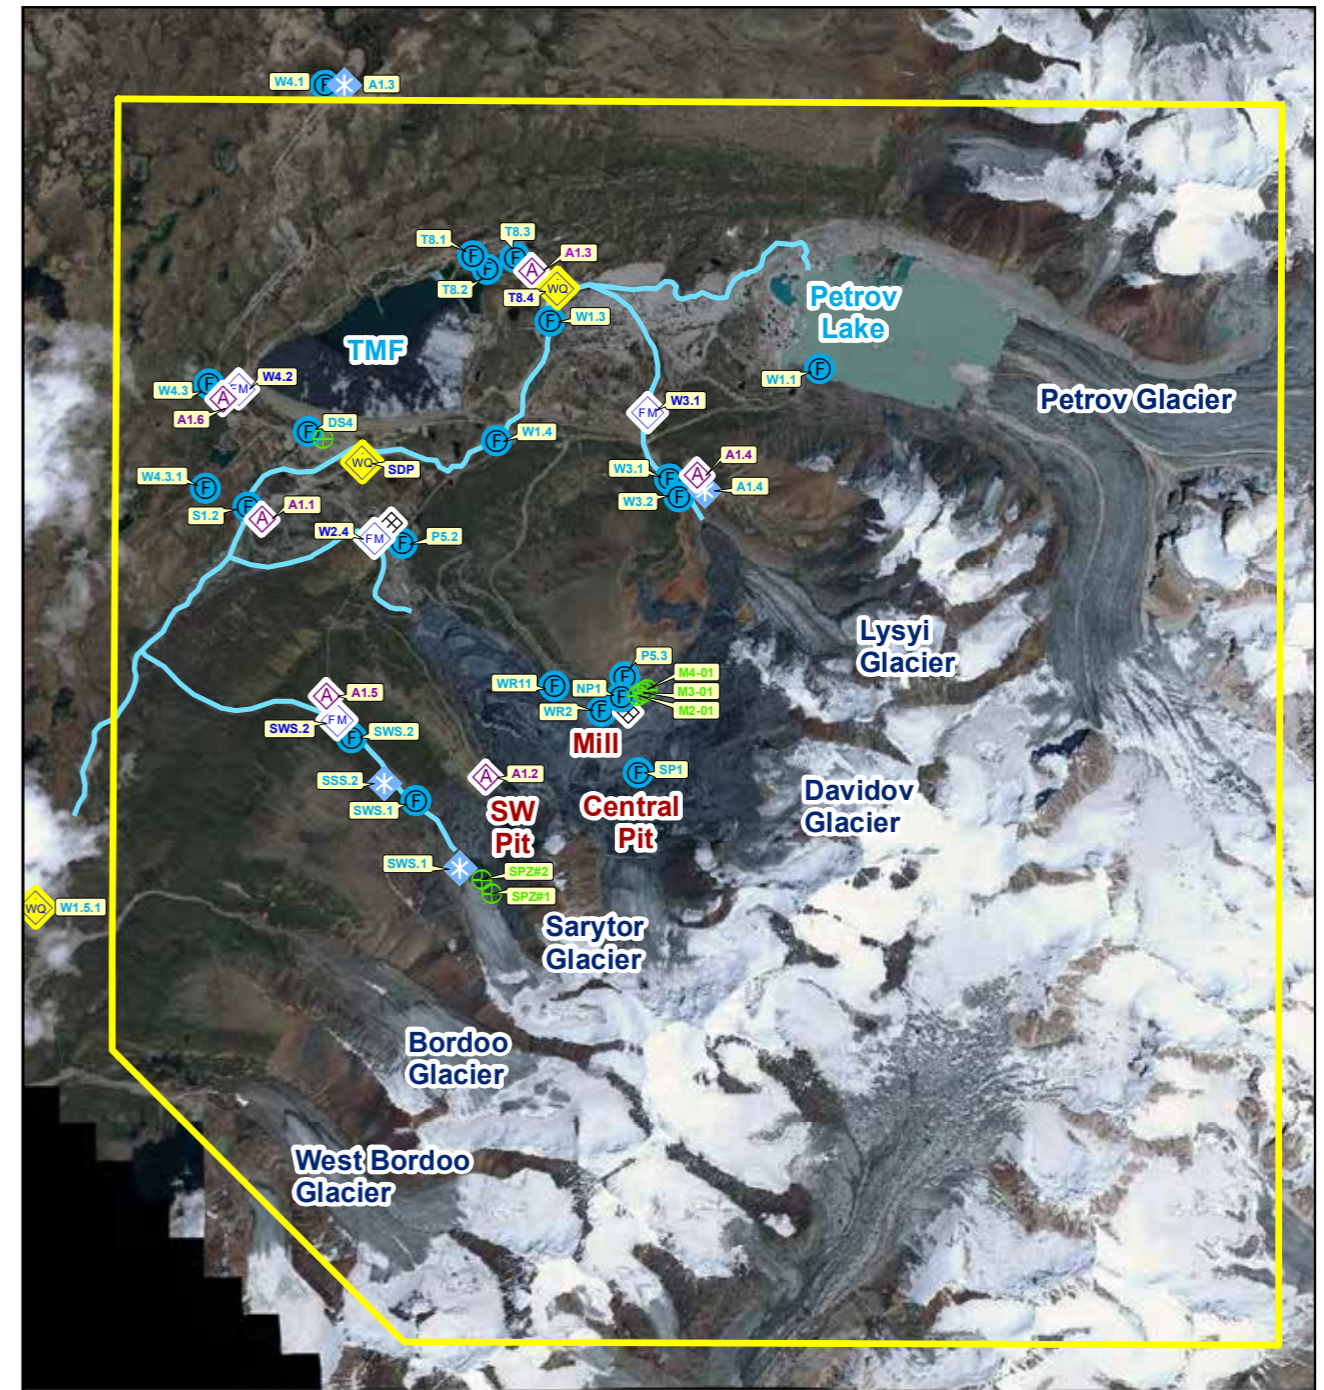 W4.1
F
A1.3
T8.1
F
T8.3
F
A1.3
A
T8.2
F
T8.4
WQ
F
W1.3
Petrov
Lake
TMF
W1.1
F
W4.3
F
FM
W4.2
A
A1.6
Petrov Glacier
FM
W3.1
F
DS4
F
W1.4
WQ
SDP
W3.1
F
A
A1.4
W4.3.1
F
W3.2
F
A1.4
S1.2
F
A
A1.1
W2.4
FM
F
P5.2
Lysyi
Glacier
P5.3
F
M4-01
WR11
F
NP1
F
M3-01
WR2
F
M2-01
A
A1.5
SWS.2
FM
F
SWS.2
Mill
SSS.2
A
A1.2
F
SP1
SWS.1
F
SW
Pit
Central
Pit
Davidov
Glacier
SWS.1
SPZ#2
SPZ#1
WQ
W1.5.1
Sarytor
Glacier
Bordoo
Glacier
West Bordoo
Glacier